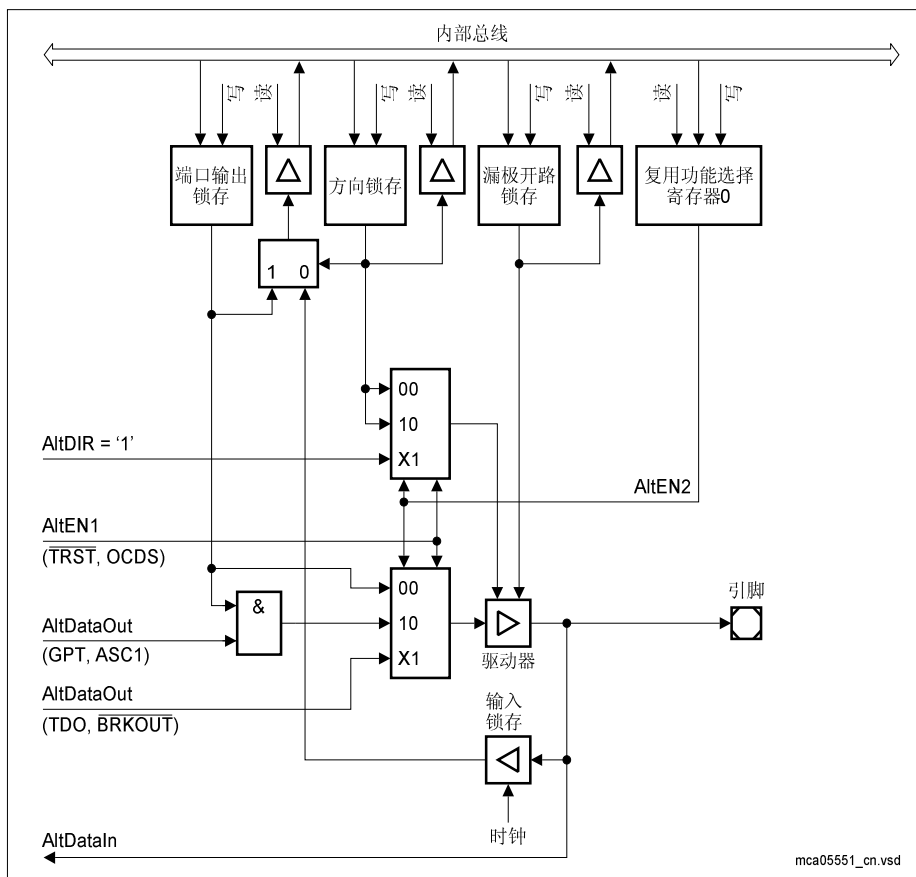 内部总线
写
读
写
读
写
读
读
写
端口输出
锁存
方向锁存
漏极开路
锁存
复用功能选择
寄存器0
1 0
00
10
X1
AltDIR = ‘1’
AltEN2
AltEN1
(TRST, OCDS)
00
10
X1
&
AltDataOut
(GPT, ASC1)
引脚
驱动器
AltDataOut
(TDO, BRKOUT)
输入
锁存
时钟
AltDataIn
mca05551_cn.vsd